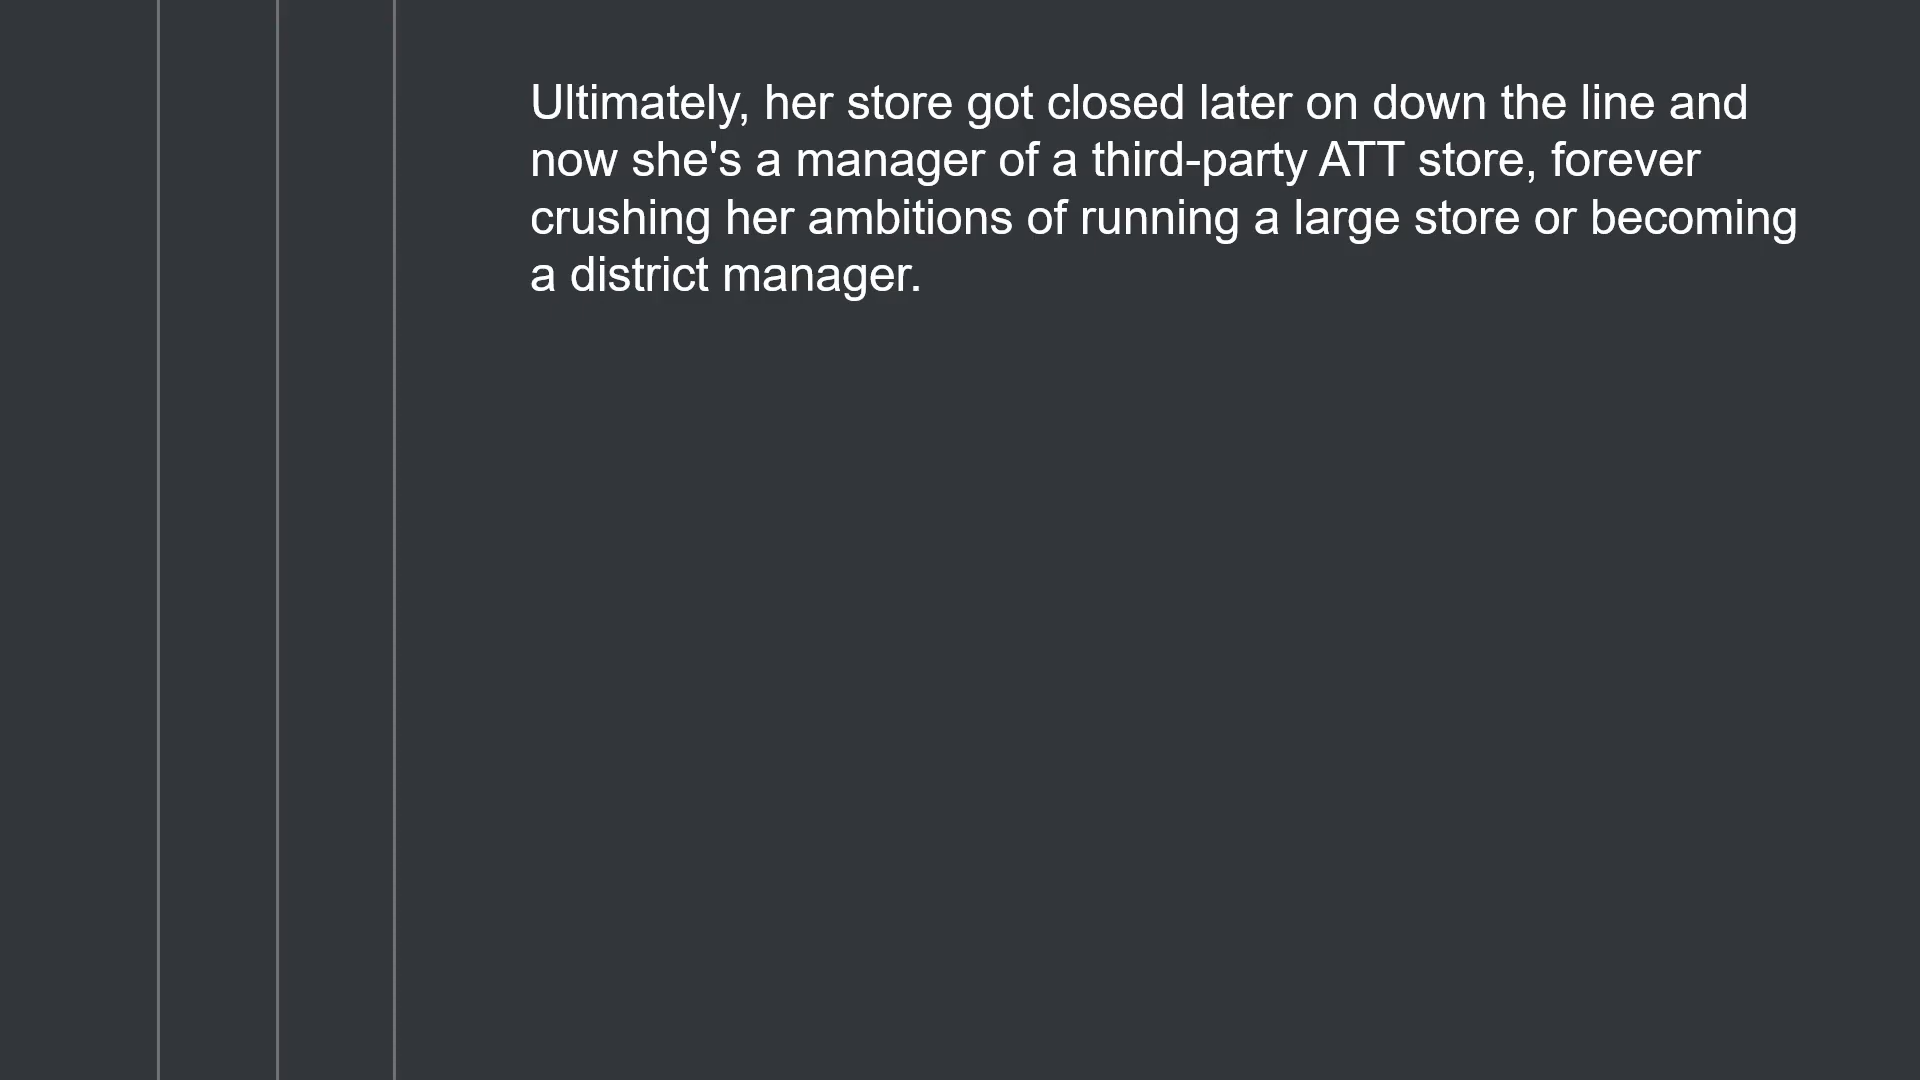 Ultimately, her store got closed later on down the line and
now she's a manager of a third-party ATT store, forever
crushing her ambitions of running a large store or becoming
a district manager.